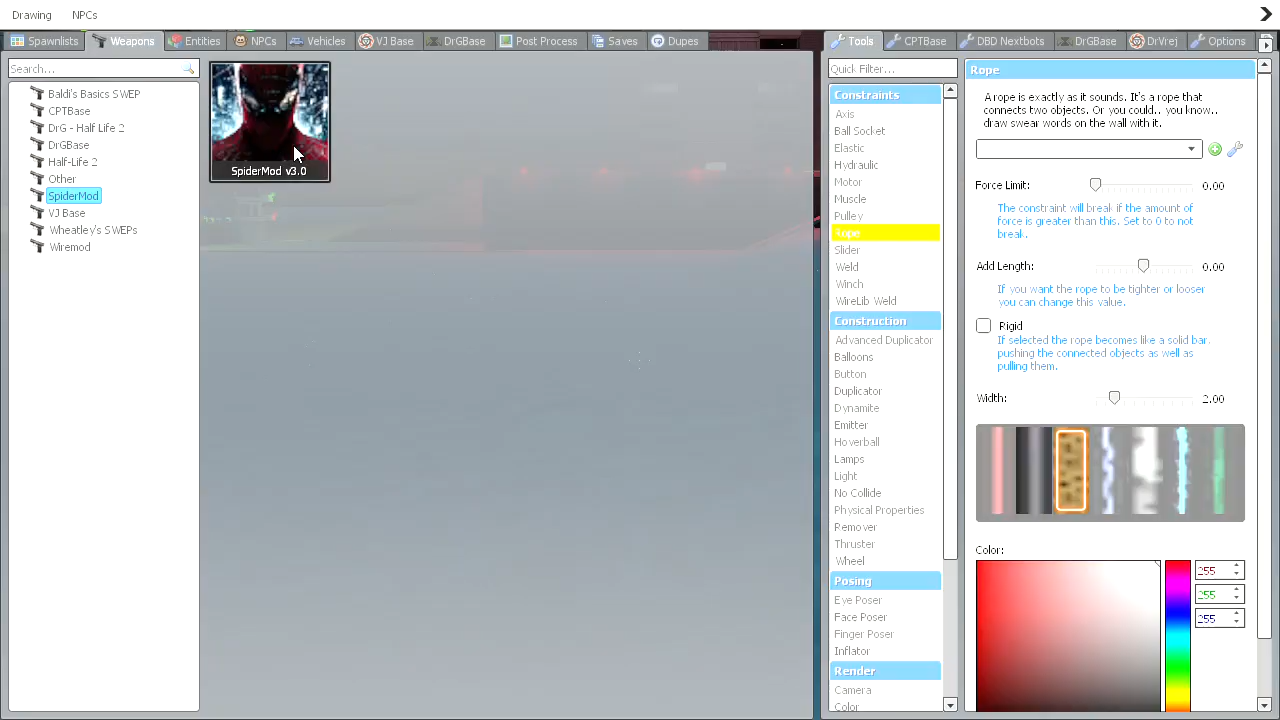 Drawing NPCs
Spawnlists Weapons Entities NPCs Vehicles VJ Base DrGBase Post Process Saves Dupes
Tools CPTBase DBD Nextbots DrGBase DrVrej Options
Search...
Baldi's Basics SWEP
CPTBase
DrG - Half Life 2
DrGBase
Half-Life 2
Other
SpiderMod
VJ Base
Wheatley's SWEPs
Wiremod
SpiderMod v3.0
Quick Filter...
Constraints
Axis
Ball Socket
Elastic
Hydraulic
Motor
Muscle
Pulley
Rope
Slider
Weld
Winch
WireLib Weld
Construction
Advanced Duplicator
Balloons
Button
Duplicator
Dynamite
Emitter
Hoverball
Lamps
Light
No Collide
Physical Properties
Remover
Thruster
Wheel
Posing
Eye Poser
Face Poser
Finger Poser
Inflator
Render
Camera
Color
Rope
A rope is exactly as it sounds. It's a rope that
connects two objects. Or you could.. you know..
draw swear words on the wall with it.
Force Limit: 0.00
The constraint will break if the amount of
force is greater than this. Set to 0 to not
break.
Add Length: 0.00
If you want the rope to be tighter or looser
you can change this value.
Rigid
If selected the rope becomes like a solid bar,
pushing the connected objects as well as
pulling them.
Width: 2.00
Color:
255
255
255